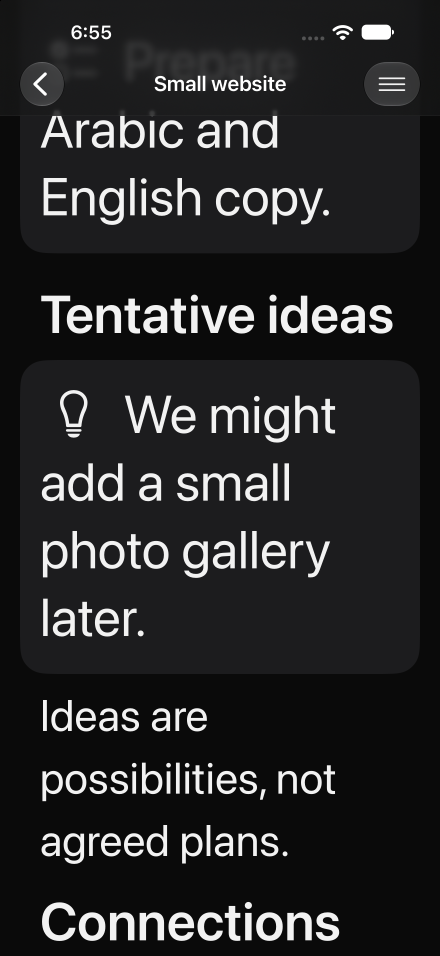 6:55
Small website
Prepare
Arabic and
English copy.
Tentative ideas
We might
add a small
photo gallery
later.
Ideas are
possibilities, not
agreed plans.
Connections